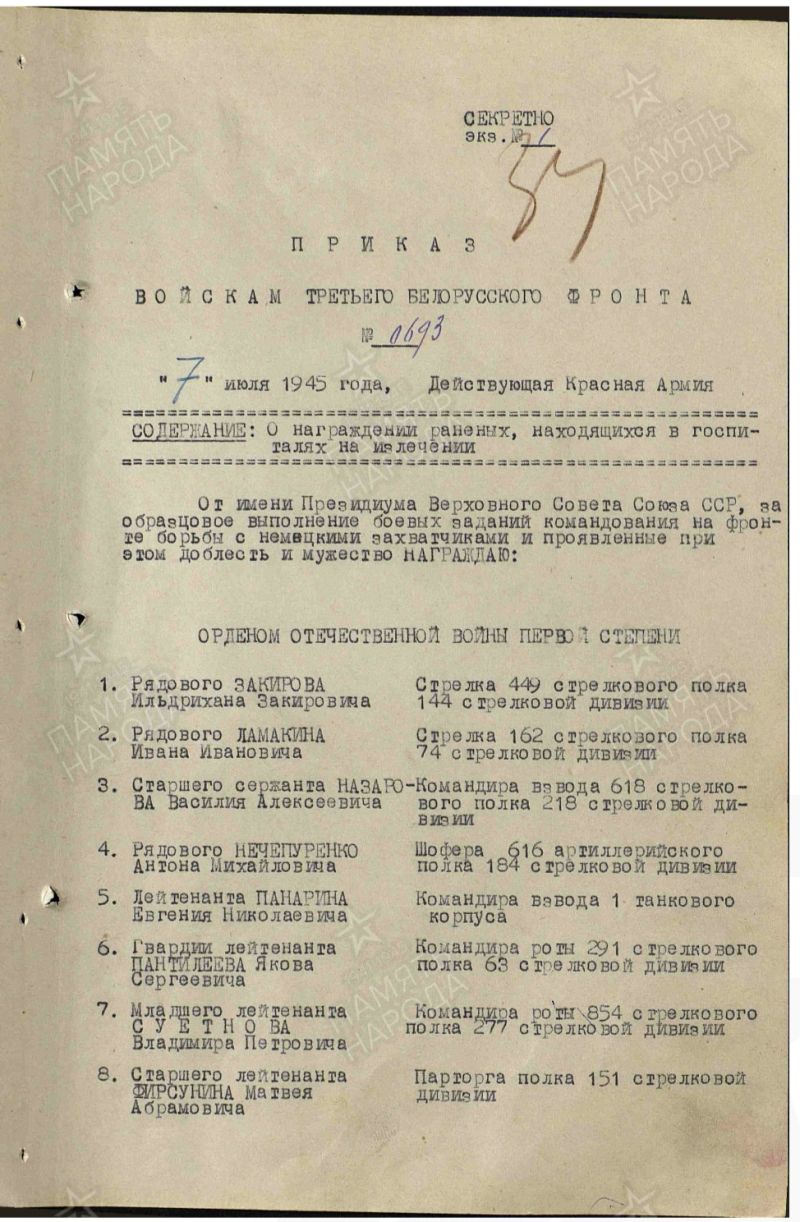 СЕКРЕТНО
экз.№ 1
57
П Р И К А З
В О Й С К А М ТРЕТЬЕГО БЕЛОРУССКОГО Ф Р О Н Т А
№ 0693
"7" июля 1945 года, Действующая Красная Армия
СОДЕРЖАНИЕ: О награждении раненых, находящихся в госпи-
талях на излечении
От имени Президиума Верховного Совета Союза ССР, за
образцовое выполнение боевых заданий командования на фрон-
те борьбы с немецкими захватчиками и проявленные при
этом доблесть и мужество НАГРАЖДАЮ:
ОРДЕНОМ ОТЕЧЕСТВЕННОЙ ВОЙНЫ ПЕРВОЙ СТЕПЕНИ
1. Рядового ЗАКИРОВА Стрелка 449 стрелкового полка
Ильдрихана Закировича 144 стрелковой дивизии
2. Рядового ЛАМАКИНА Стрелка 162 стрелкового полка
Ивана Ивановича 74 стрелковой дивизии
3. Старшего сержанта НАЗАРО- Командира взвода 618 стрелко-
ВА Василия Алексеевича вого полка 218 стрелковой ди-
визии
4. Рядового НЕЧЕПУРЕНКО Шофера 616 артиллерийского
Антона Михайловича полка 184 стрелковой дивизии
5. Лейтенанта ПАНАРИНА Командира взвода 1 танкового
Евгения Николаевича корпуса
6. Гвардии лейтенанта Командира роты 291 стрелкового
ПАНТИЛЕЕВА Якова полка 63 стрелковой дивизии
Сергеевича
7. Младшего лейтенанта Командира роты 854 стрелкового
С У Е Т Н О ВА полка 277 стрелковой дивизии
Владимира Петровича
8. Старшего лейтенанта Парторга полка 151 стрелковой
ФИРСУНИНА Матвея дивизии
Абрамовича
ПАМЯТЬ
НАРОДА